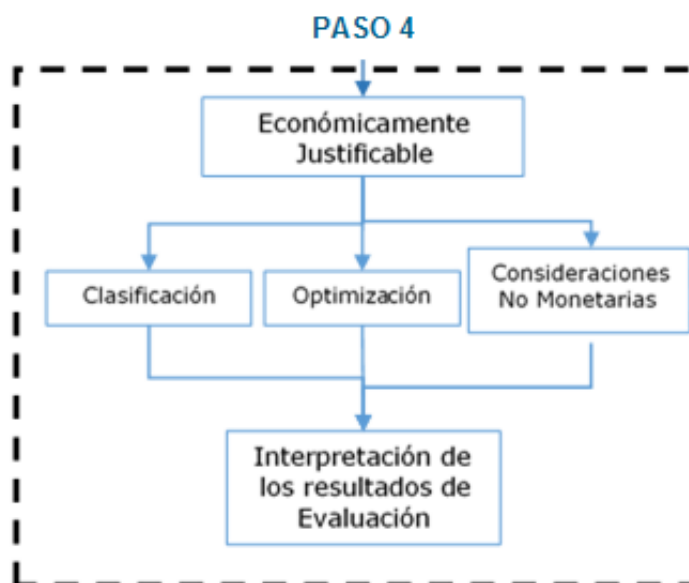 PASO 4
Económicamente
Justificable
Clasificación
Optimización
Consideraciones
No Monetarias
Interpretación de
los resultados de
Evaluación